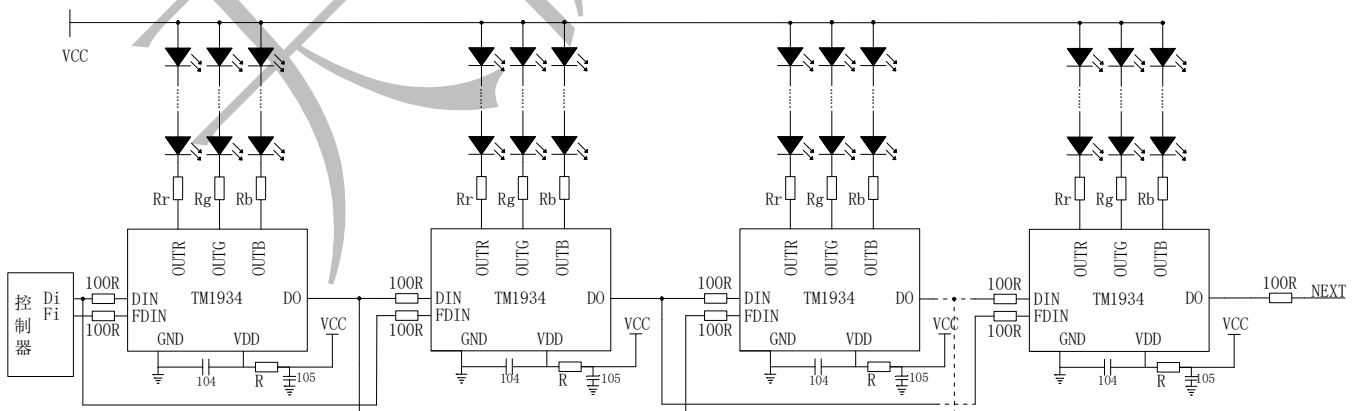 VCC
Rr Rg Rb
Rr Rg Rb
Rr Rg Rb
Rr Rg Rb
控制器
Di
Fi
100R
100R
OUTR
OUTG
OUTB
DIN
FDIN
TM1934
DO
GND
VDD
VCC
104
R
105
100R
100R
OUTR
OUTG
OUTB
DIN
FDIN
TM1934
DO
GND
VDD
VCC
104
R
105
100R
100R
OUTR
OUTG
OUTB
DIN
FDIN
TM1934
DO
GND
VDD
VCC
104
R
105
100R
100R
OUTR
OUTG
OUTB
DIN
FDIN
TM1934
DO
GND
VDD
VCC
104
R
105
100R
NEXT